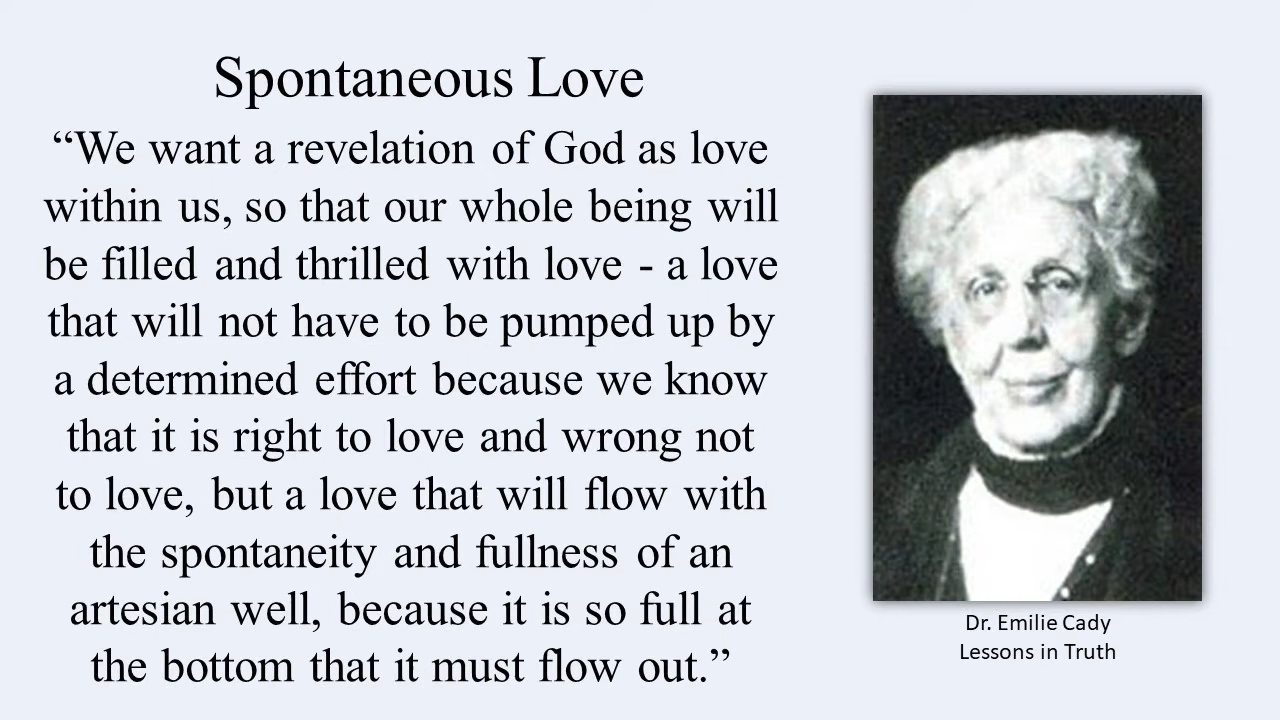 Spontaneous Love
“We want a revelation of God as love
within us, so that our whole being will
be filled and thrilled with love - a love
that will not have to be pumped up by
a determined effort because we know
that it is right to love and wrong not
to love, but a love that will flow with
the spontaneity and fullness of an
artesian well, because it is so full at
the bottom that it must flow out.”
Dr. Emilie Cady
Lessons in Truth